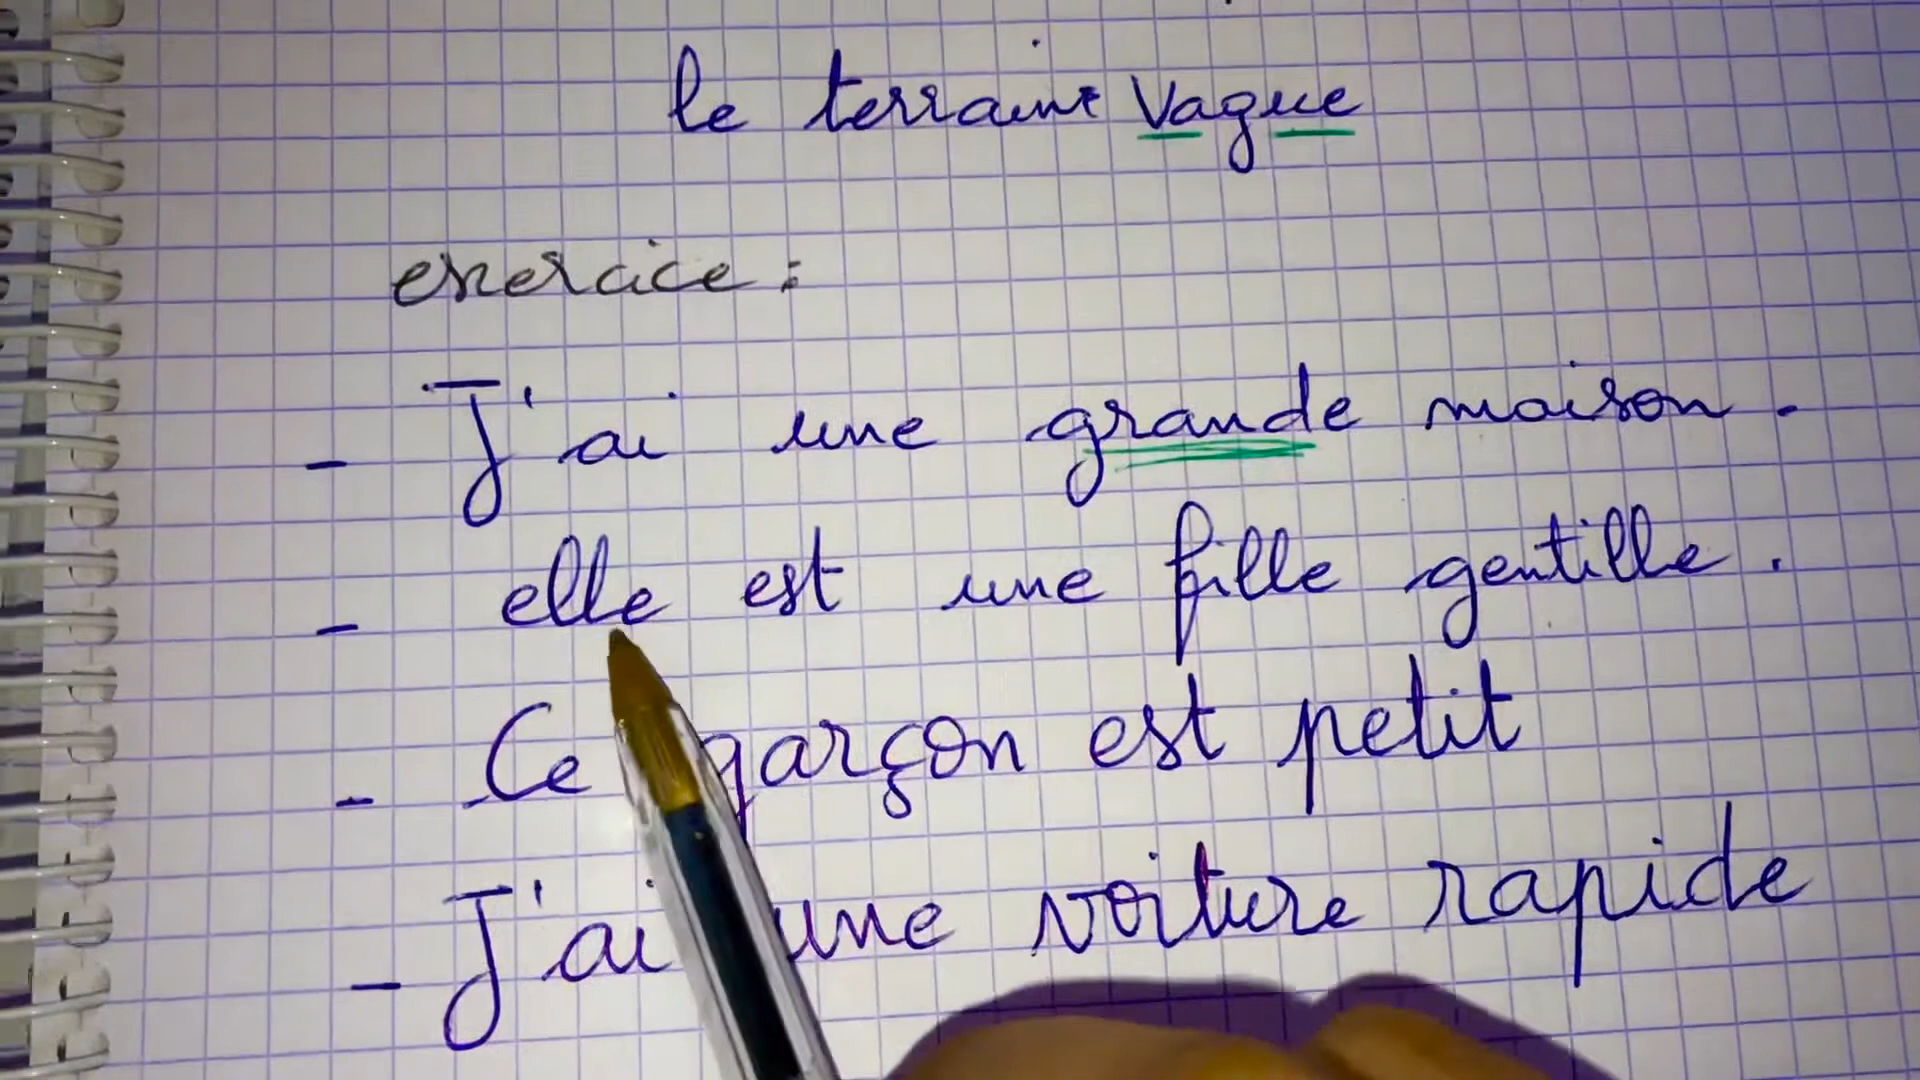 le terrain vague
exercice :
- J'ai une grande maison.
- elle est une fille gentille.
- Ce garçon est petit
- J'ai une voiture rapide